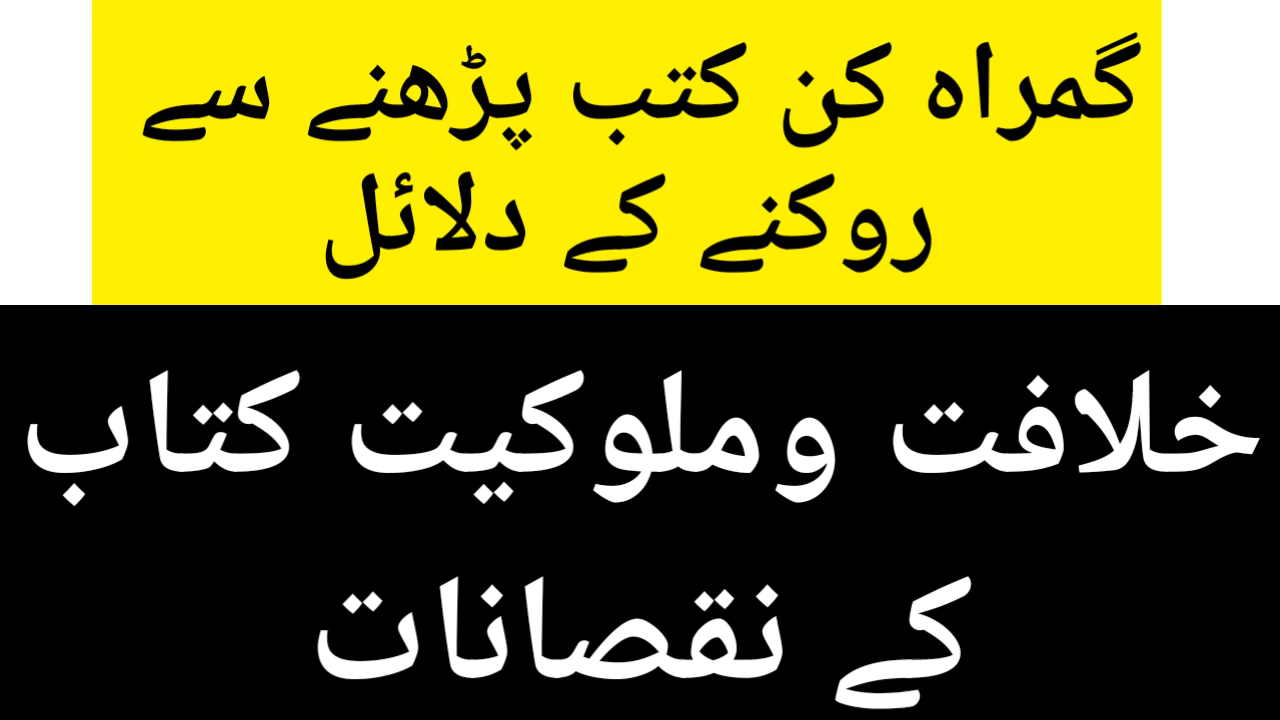 گمراہ کن کتب پڑھنے سے
روکنے کے دلائل
خلافت وملوکیت کتاب
کے نقصانات